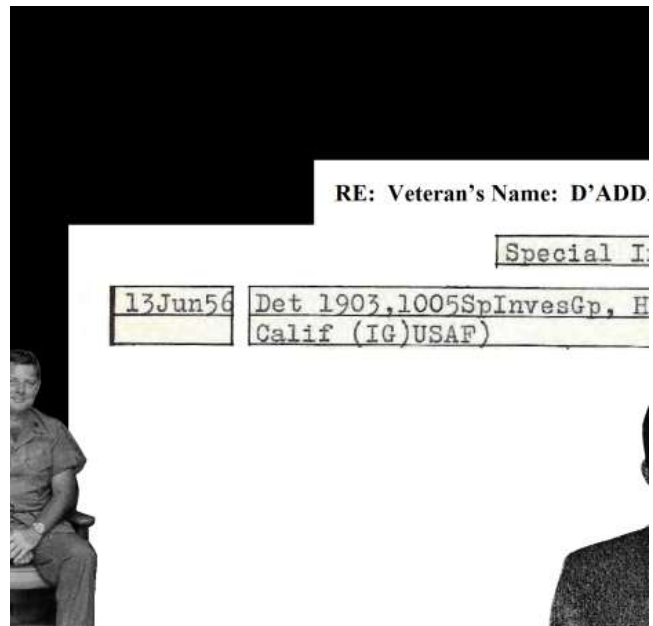 RE: Veteran's Name: D'ADD
Special
13Jun56 Det 1903,1005SpInvesGp, H
Calif (IG)USAF)